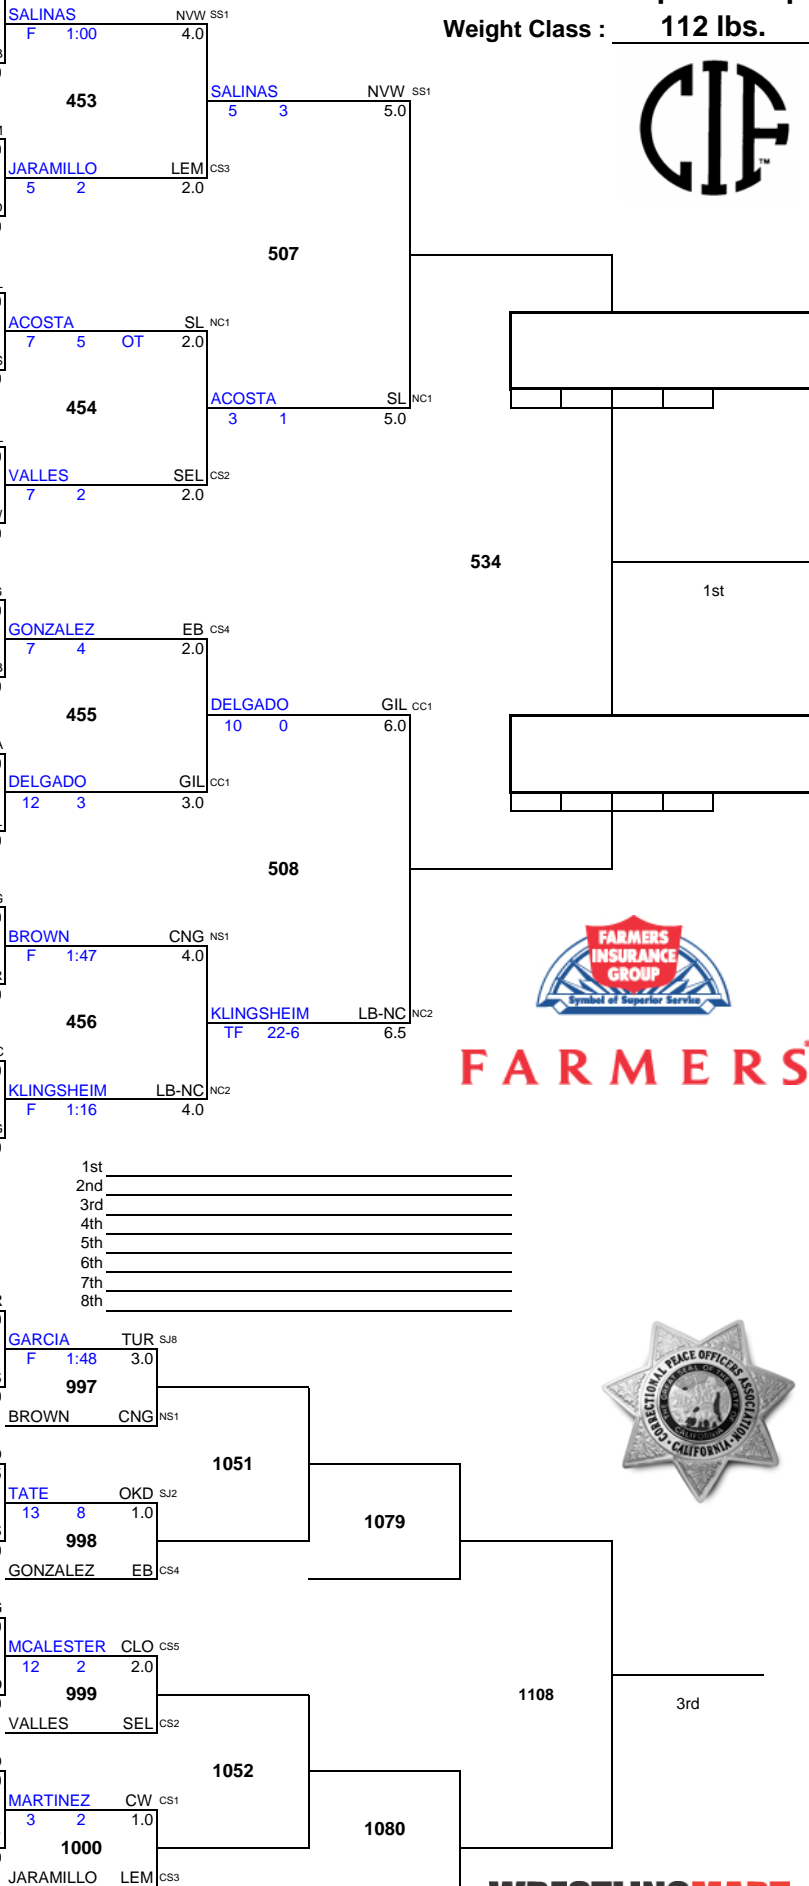 Weight Class : 112 lbs.
CIF
TM
SALINAS NVW SS1
F 1:00 4.0
453
SALINAS NVW SS1
5 3 5.0
JARAMILLO LEM CS3
5 2 2.0
507
ACOSTA SL NC1
7 5 OT 2.0
454
ACOSTA SL NC1
3 1 5.0
VALLES SEL CS2
7 2 2.0
534
1st
GONZALEZ EB CS4
7 4 2.0
455
DELGADO GIL CC1
10 0 6.0
DELGADO GIL CC1
12 3 3.0
508
BROWN CNG NS1
F 1:47 4.0
456
KLINGSHEIM LB-NC NC2
TF 22-6 6.5
KLINGSHEIM LB-NC NC2
F 1:16 4.0
FARMERS
INSURANCE
GROUP
Symbol of Superior Service
FARMERS
1st
2nd
3rd
4th
5th
6th
7th
8th
GARCIA TUR SJ8
F 1:48 3.0
997
BROWN CNG NS1
1051
TATE OKD SJ2
13 8 1.0
998
GONZALEZ EB CS4
1079
MCALESTER CLO CS5
12 2 2.0
999
VALLES SEL CS2
1108
3rd
1052
MARTINEZ CW CS1
3 2 1.0
1000
JARAMILLO LEM CS3
1080
CORRECTIONAL PEACE OFFICERS ASSOCIATION
CALIFORNIA
WRESTLINGMART